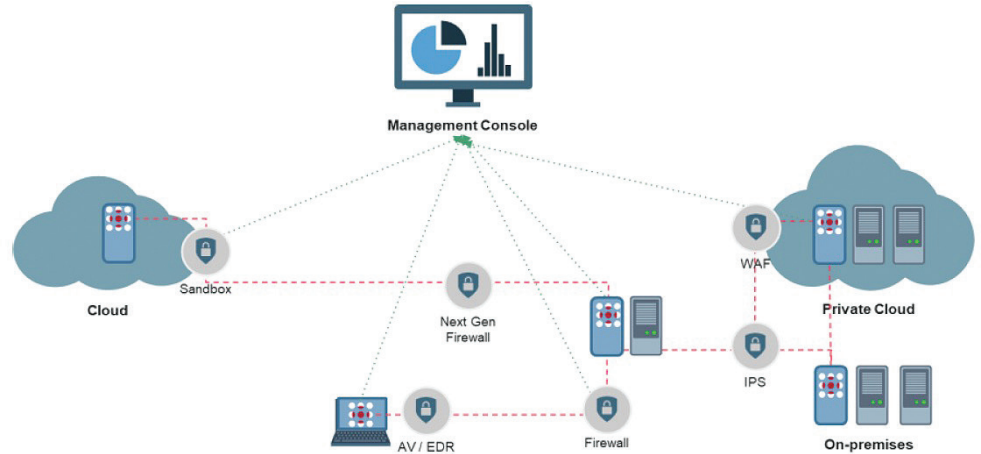 Management Console
Cloud
Sandbox
Next Gen
Firewall
WAF
Private Cloud
IPS
AV / EDR
Firewall
On-premises